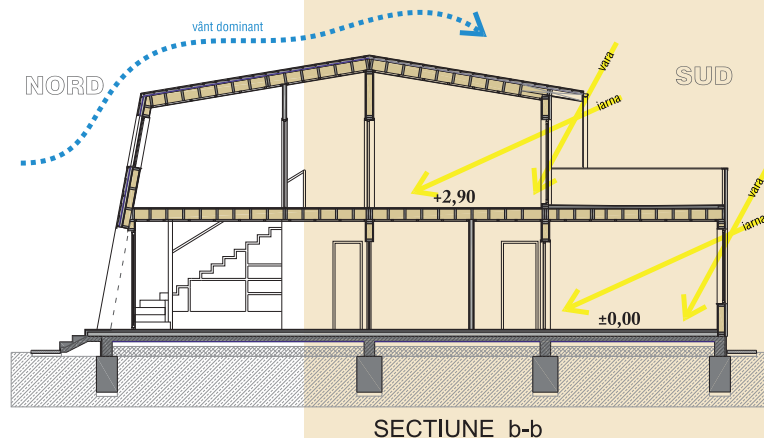 vânt dominant
NORD
SUD
vara
iarna
+2,90
vara
iarna
±0,00
SECTIUNE b-b